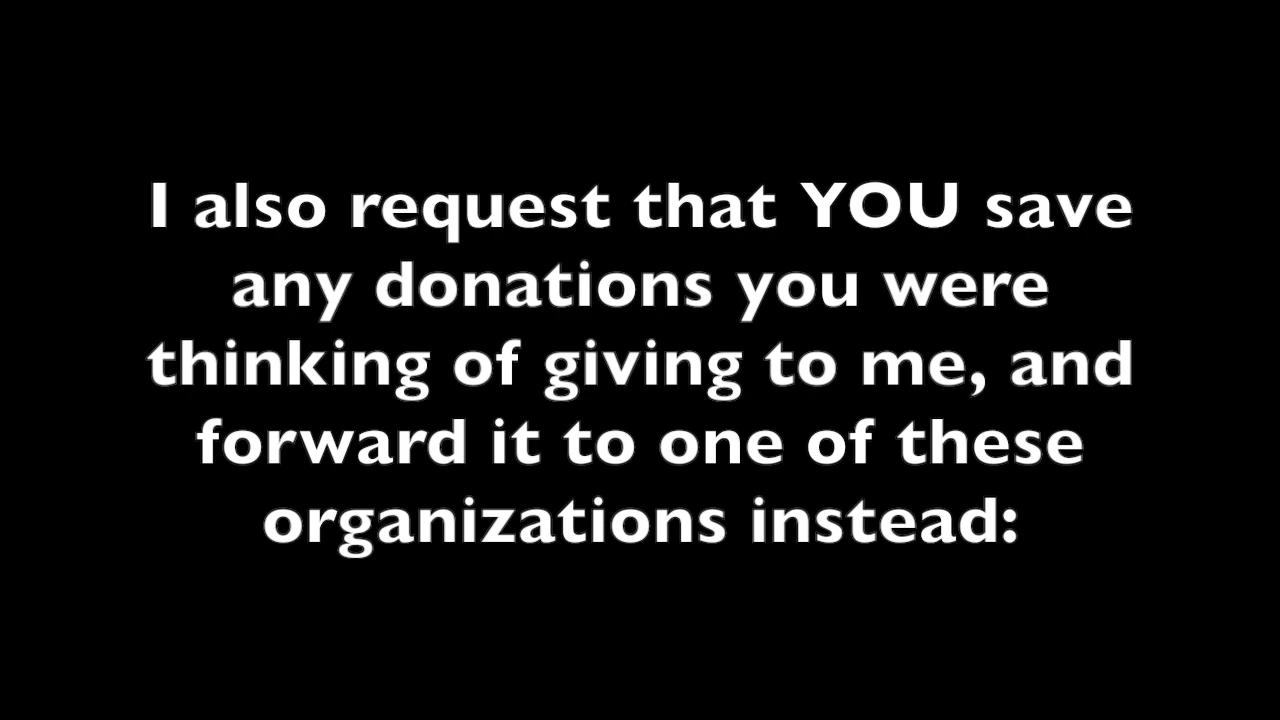 I also request that YOU save
any donations you were
thinking of giving to me, and
forward it to one of these
organizations instead: